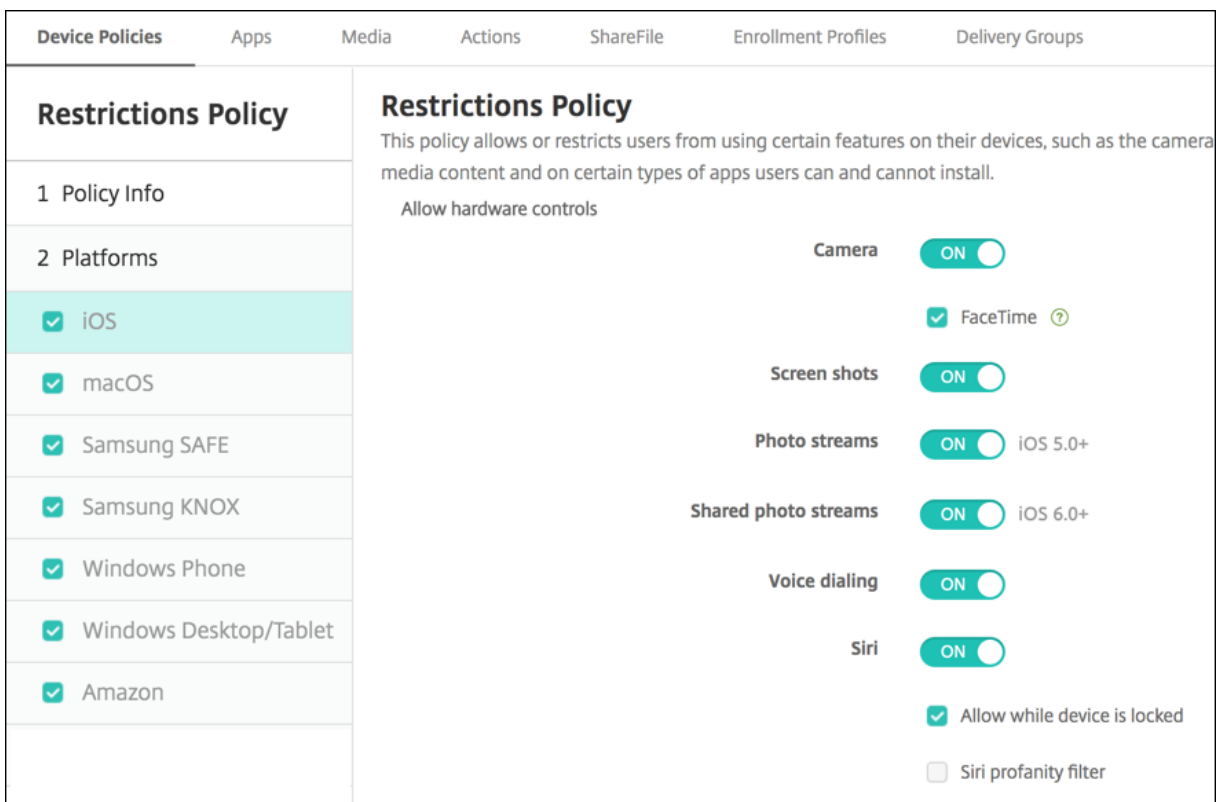 Device Policies Apps Media Actions ShareFile Enrollment Profiles Delivery Groups
Restrictions Policy
1 Policy Info
2 Platforms
iOS
macOS
Samsung SAFE
Samsung KNOX
Windows Phone
Windows Desktop/Tablet
Amazon
Restrictions Policy
This policy allows or restricts users from using certain features on their devices, such as the camera
media content and on certain types of apps users can and cannot install.
Allow hardware controls
Camera ON
FaceTime ?
Screen shots ON
Photo streams ON iOS 5.0+
Shared photo streams ON iOS 6.0+
Voice dialing ON
Siri ON
Allow while device is locked
Siri profanity filter